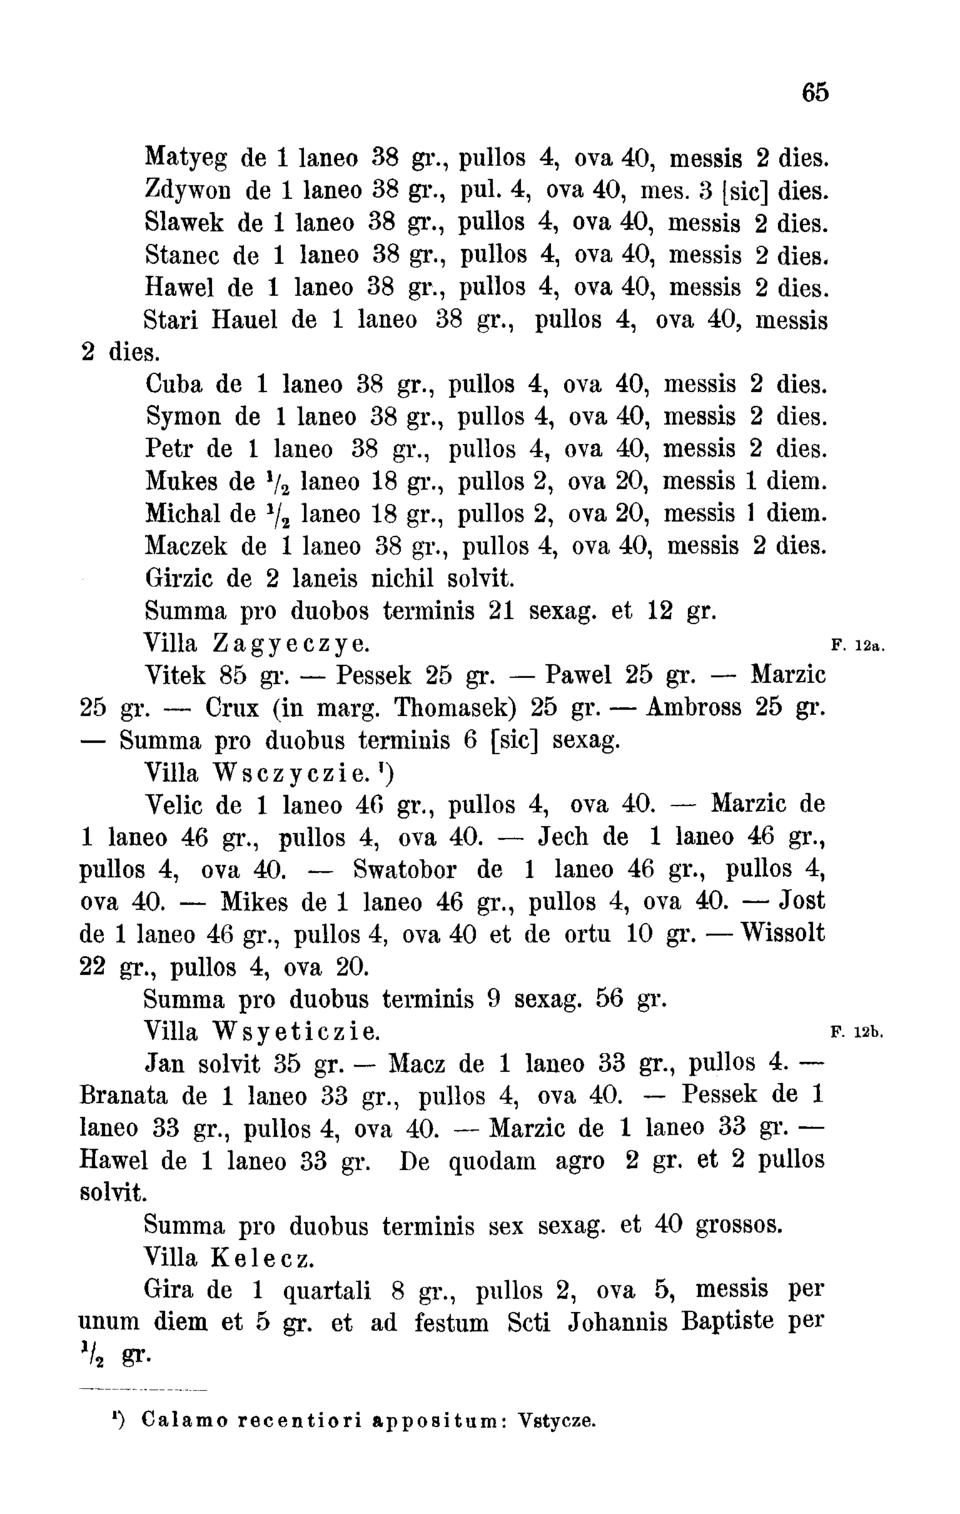 65
Matyeg de 1 laneo 38 gr., pullos 4, ova 40, messis 2 dies.
Zdywon de 1 laneo 38 gr., pul. 4, ova 40, mes. 3 [sic] dies.
Slawek de 1 laneo 38 gr., pullos 4, ova 40, messis 2 dies.
Stanec de 1 laneo 38 gr., pullos 4, ova 40, messis 2 dies.
Hawel de 1 laneo 38 gr., pullos 4, ova 40, messis 2 dies.
Stari Hauel de 1 laneo 38 gr., pullos 4, ova 40, messis
2 dies.
Cuba de 1 laneo 38 gr., pullos 4, ova 40, messis 2 dies.
Symon de 1 laneo 38 gr., pullos 4, ova 40, messis 2 dies.
Petr de 1 laneo 38 gr., pullos 4, ova 40, messis 2 dies.
Mukes de ½ laneo 18 gr., pullos 2, ova 20, messis 1 diem.
Michal de ½ laneo 18 gr., pullos 2, ova 20, messis 1 diem.
Maczek de 1 laneo 38 gr., pullos 4, ova 40, messis 2 dies.
Girzic de 2 laneis nichil solvit.
Summa pro duobos terminis 21 sexag. et 12 gr.
Villa Zagyeczye. F. 12a.
Vitek 85 gr. — Pessek 25 gr. — Pawel 25 gr. — Marzic
25 gr. — Crux (in marg. Thomasek) 25 gr. — Ambross 25 gr.
— Summa pro duobus terminis 6 [sic] sexag.
Villa Wsczyczie. ¹)
Velic de 1 laneo 46 gr., pullos 4, ova 40. — Marzic de
1 laneo 46 gr., pullos 4, ova 40. — Jech de 1 laneo 46 gr.,
pullos 4, ova 40. — Swatobor de 1 laneo 46 gr., pullos 4,
ova 40. — Mikes de 1 laneo 46 gr., pullos 4, ova 40. — Jost
de 1 laneo 46 gr., pullos 4, ova 40 et de ortu 10 gr. — Wissolt
22 gr., pullos 4, ova 20.
Summa pro duobus terminis 9 sexag. 56 gr.
Villa Wsyeticzie. F. 12b.
Jan solvit 35 gr. — Macz de 1 laneo 33 gr., pullos 4. —
Branata de 1 laneo 33 gr., pullos 4, ova 40. — Pessek de 1
laneo 33 gr., pullos 4, ova 40. — Marzic de 1 laneo 33 gr. —
Hawel de 1 laneo 33 gr. De quodam agro 2 gr. et 2 pullos
solvit.
Summa pro duobus terminis sex sexag. et 40 grossos.
Villa Kelecz.
Gira de 1 quartali 8 gr., pullos 2, ova 5, messis per
unum diem et 5 gr. et ad festum Scti Johannis Baptiste per
½ gr.
¹) Calamo recentiori appositum: Vstycze.